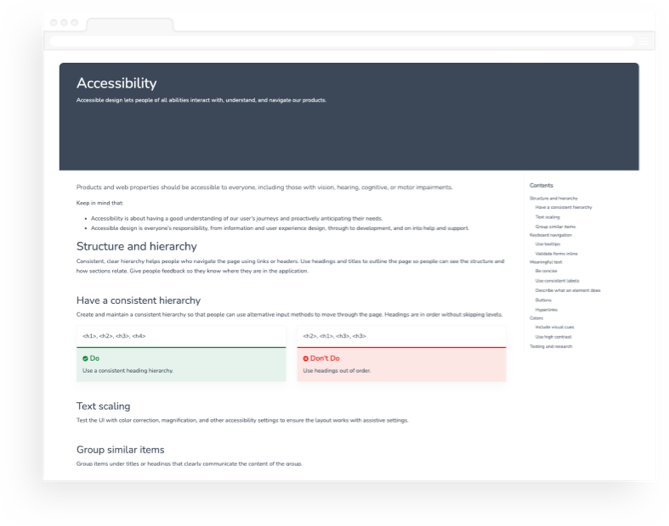 Accessibility
Accessible design lets people of all abilities interact with, understand, and navigate our products.
Products and web properties should be accessible to everyone, including those with vision, hearing, cognitive, or motor impairments.
Keep in mind that:
Accessibility is about having a good understanding of our user's journeys and proactively anticipating their needs.
Accessible design is everyone's responsibility, from information and user experience design, through to development, and on into help and support.
Structure and hierarchy
Consistent, clear hierarchy helps people who navigate the page using links or headers. Use headings and titles to outline the page so people can see the structure and
how sections relate. Give people feedback so they know where they are in the application.
Have a consistent hierarchy
Create and maintain a consistent hierarchy so that people can use alternative input methods to move through the page. Headings are in order without skipping levels.
<h1>, <h2>, <h3>, <h4>
Do
Use a consistent heading hierarchy.
<h2>, <h1>, <h3>, <h3>
Don't Do
Use headings out of order.
Text scaling
Test the UI with color correction, magnification, and other accessibility settings to ensure the layout works with assistive settings.
Group similar items
Group items under titles or headings that clearly communicate the content of the group.
Contents
Structure and hierarchy
Have a consistent hierarchy
Text scaling
Group similar items
Keyboard navigation
Use tooltips
Validate forms inline
Meaningful text
Be concise
Use consistent labels
Describe what an element does
Buttons
Hyperlinks
Colors
Include visual cues
Use high contrast
Testing and research